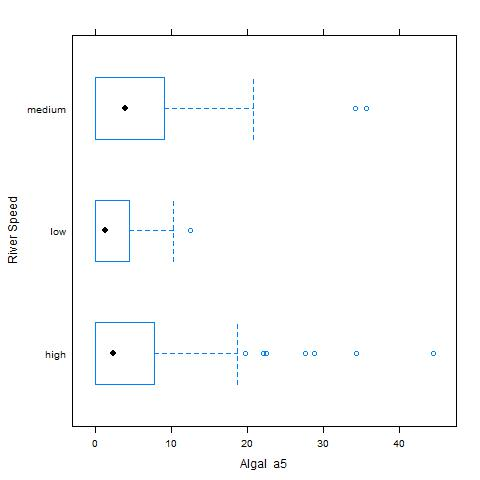 River Speed
medium
low
high
0 10 20 30 40
Algal a5